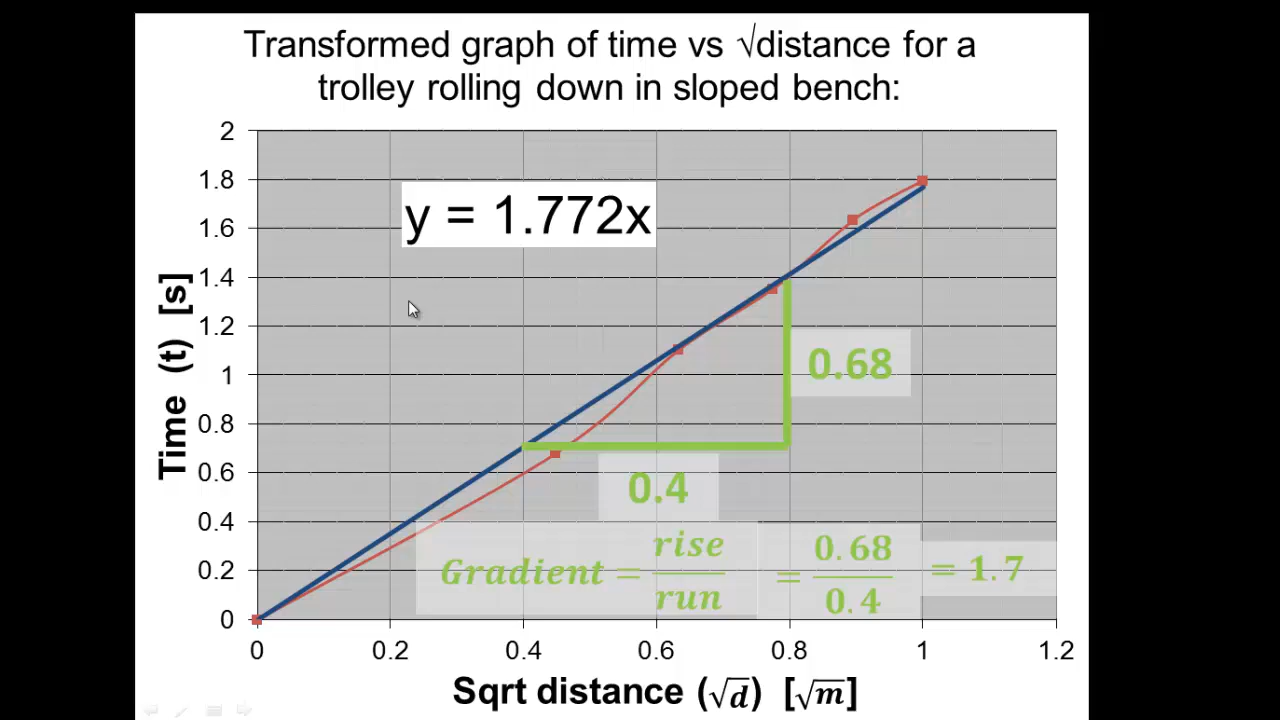 Transformed graph of time vs √distance for a
trolley rolling down in sloped bench:
2
1.8
1.6
1.4
1.2
1
0.8
0.6
0.4
0.2
0
Time (t) [s]
y = 1.772x
0.68
0.4
Gradient = rise/run = 0.68/0.4 = 1.7
0 0.2 0.4 0.6 0.8 1 1.2
Sqrt distance (√d) [√m]